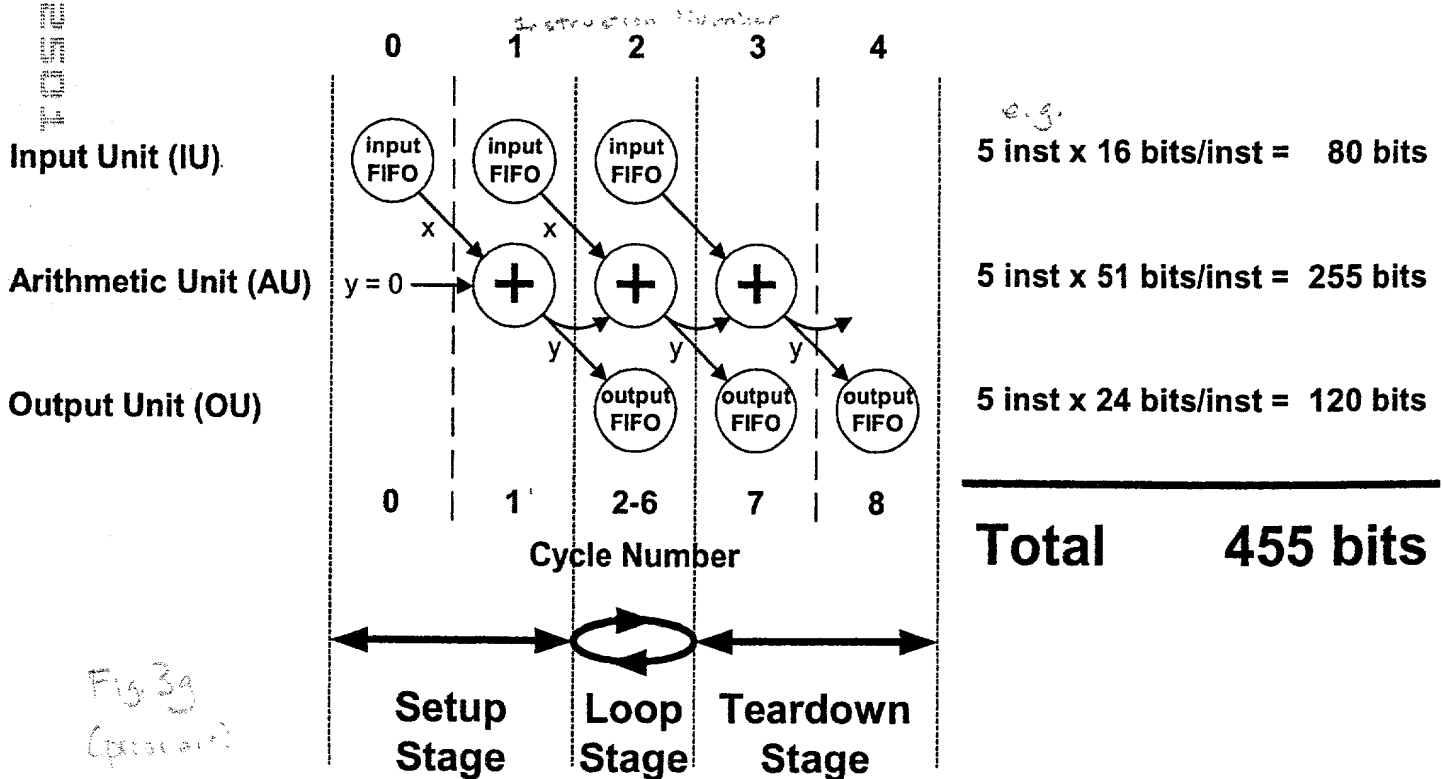 Instruction Number
0 1 2 3 4
e.g.
Input Unit (IU) input FIFO input FIFO input FIFO 5 inst x 16 bits/inst = 80 bits
x x
Arithmetic Unit (AU) y = 0 + + + 5 inst x 51 bits/inst = 255 bits
y y y
Output Unit (OU) output FIFO output FIFO output FIFO 5 inst x 24 bits/inst = 120 bits
0 1 2-6 7 8
Cycle Number
Total 455 bits
Setup Loop Teardown
Stage Stage Stage
Fig. 3g